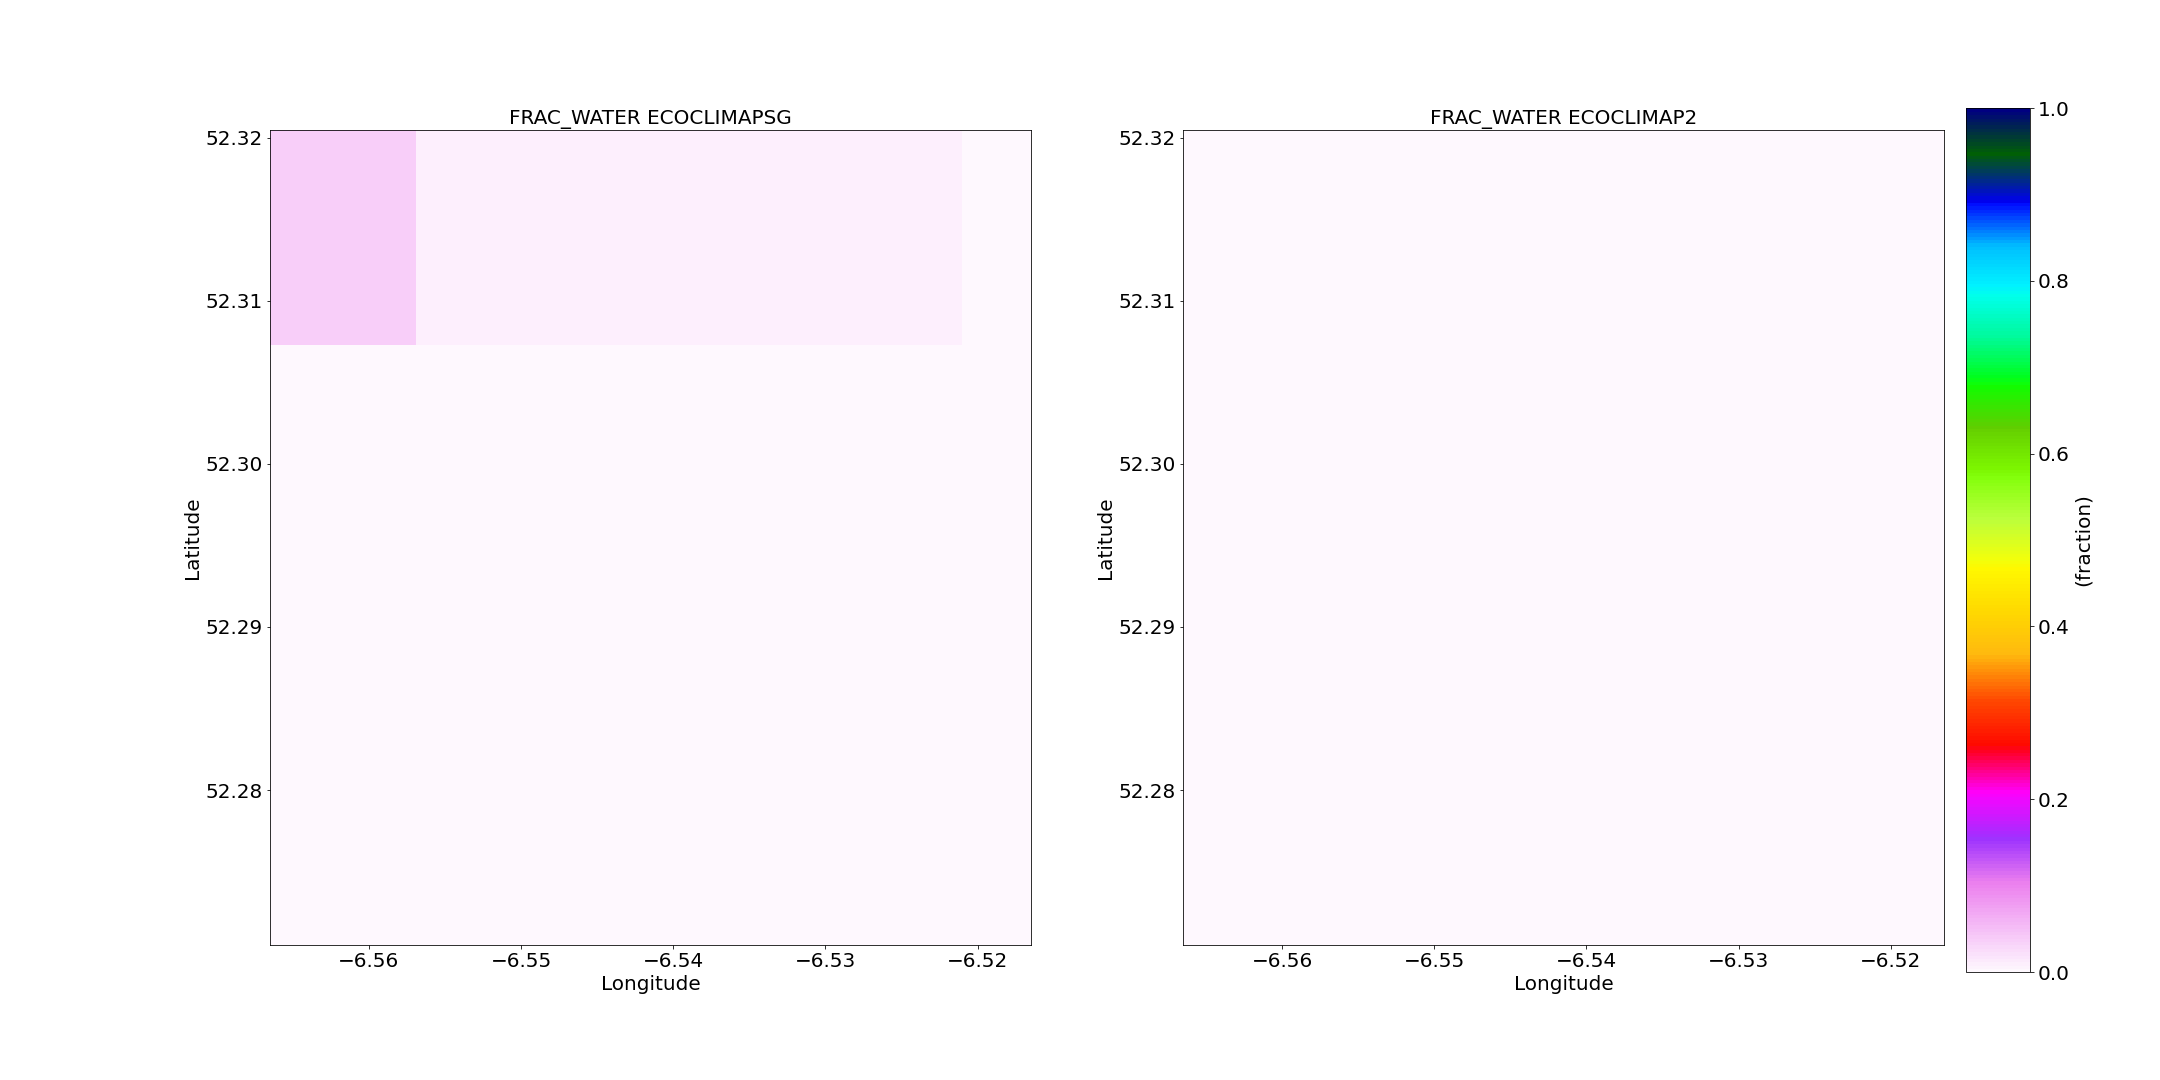 FRAC_WATER ECOCLIMAPSG
52.32
52.31
52.30
52.29
52.28
Latitude
−6.56 −6.55 −6.54 −6.53 −6.52
Longitude
FRAC_WATER ECOCLIMAP2
52.32
52.31
52.30
52.29
52.28
Latitude
−6.56 −6.55 −6.54 −6.53 −6.52
Longitude
1.0
0.8
0.6
0.4
0.2
0.0
(fraction)